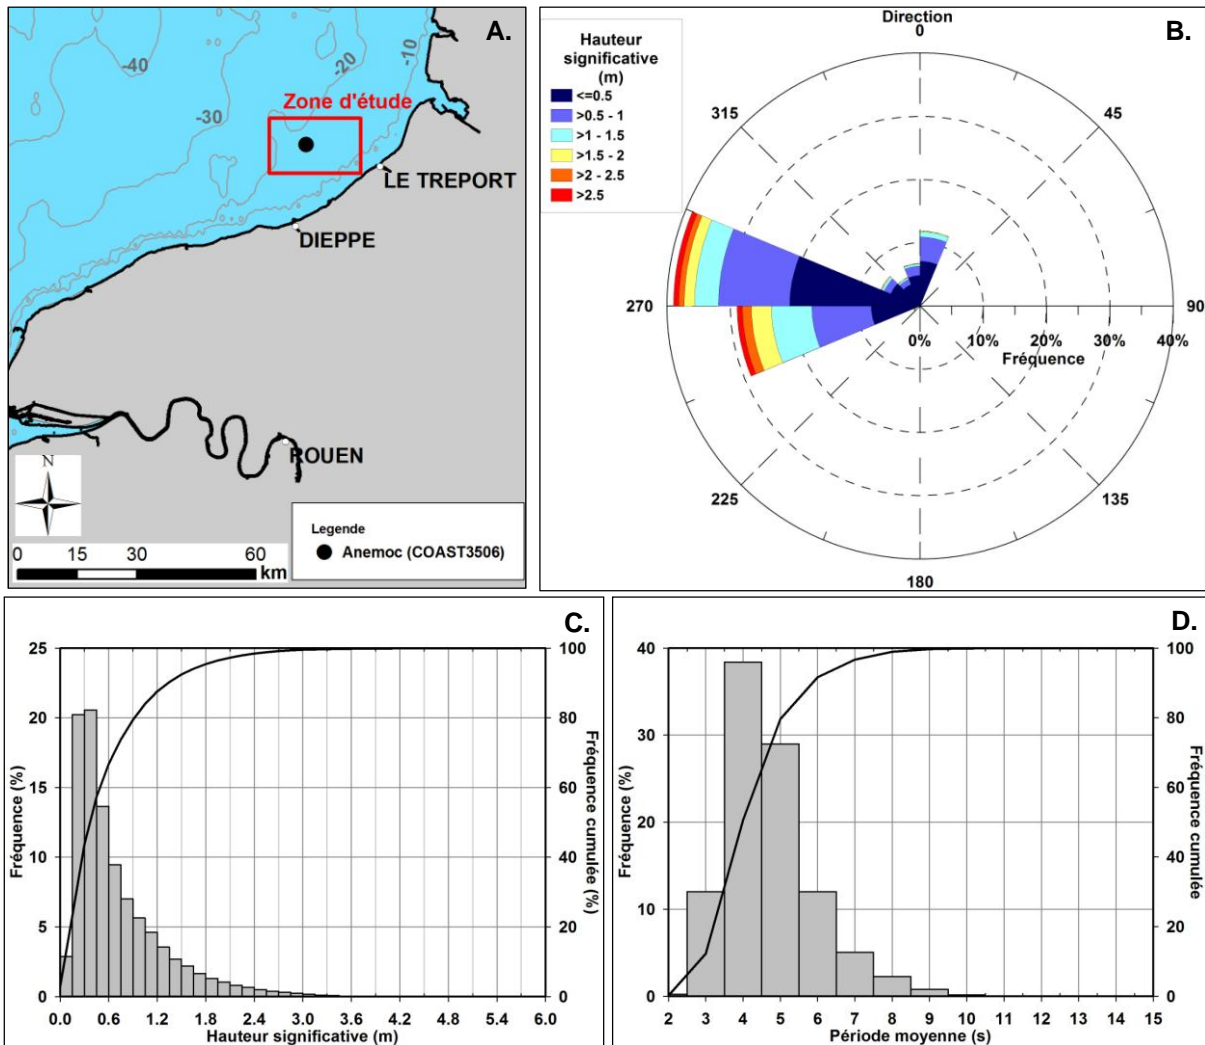 A.
-40
-20
-10
-30
Zone d'étude
LE TREPORT
DIEPPE
ROUEN
N
0 15 30 60
km
Legende
Anemoc (COAST3506)
B.
Direction
0
Hauteur
significative
(m)
<=0.5
>0.5 - 1
>1 - 1.5
>1.5 - 2
>2 - 2.5
>2.5
315
45
270
90
0% 10% 20% 30% 40%
Fréquence
225
135
180
C.
25
20
15
10
5
0
Fréquence (%)
100
80
60
40
20
0
Fréquence cumulée (%)
0.0 0.6 1.2 1.8 2.4 3.0 3.6 4.2 4.8 5.4 6.0
Hauteur significative (m)
D.
40
30
20
10
0
Fréquence (%)
100
80
60
40
20
0
Fréquence cumulée
2 3 4 5 6 7 8 9 10 11 12 13 14 15
Période moyenne (s)